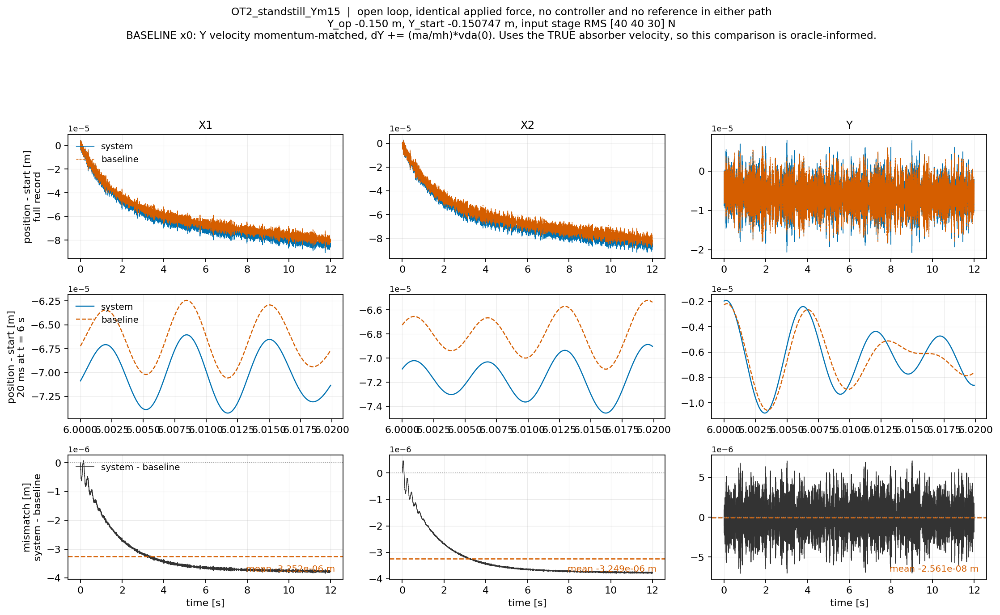 OT2_standstill_Ym15  |  open loop, identical applied force, no controller and no reference in either path
Y_op -0.150 m, Y_start -0.150747 m, input stage RMS [40 40 30] N
BASELINE x0: Y velocity momentum-matched, dY += (ma/mh)*vda(0). Uses the TRUE absorber velocity, so this comparison is oracle-informed.
X1
1e−5
position - start [m]
full record
0
−2
−4
−6
−8
system
baseline
0 2 4 6 8 10 12
X2
1e−5
0
−2
−4
−6
−8
0 2 4 6 8 10 12
Y
1e−5
0
−1
−2
0 2 4 6 8 10 12
1e−5
position - start [m]
20 ms at t = 6 s
−6.25
−6.50
−6.75
−7.00
−7.25
system
baseline
6.0000 6.0025 6.0050 6.0075 6.0100 6.0125 6.0150 6.0175 6.0200
1e−5
−6.6
−6.8
−7.0
−7.2
−7.4
6.0000 6.0025 6.0050 6.0075 6.0100 6.0125 6.0150 6.0175 6.0200
1e−5
−0.2
−0.4
−0.6
−0.8
−1.0
6.0000 6.0025 6.0050 6.0075 6.0100 6.0125 6.0150 6.0175 6.0200
1e−6
mismatch [m]
system - baseline
0
−1
−2
−3
−4
system - baseline
mean -3.252e-06 m
0 2 4 6 8 10 12
time [s]
1e−6
0
−1
−2
−3
−4
mean -3.249e-06 m
0 2 4 6 8 10 12
time [s]
1e−6
5
0
−5
mean -2.561e-08 m
0 2 4 6 8 10 12
time [s]